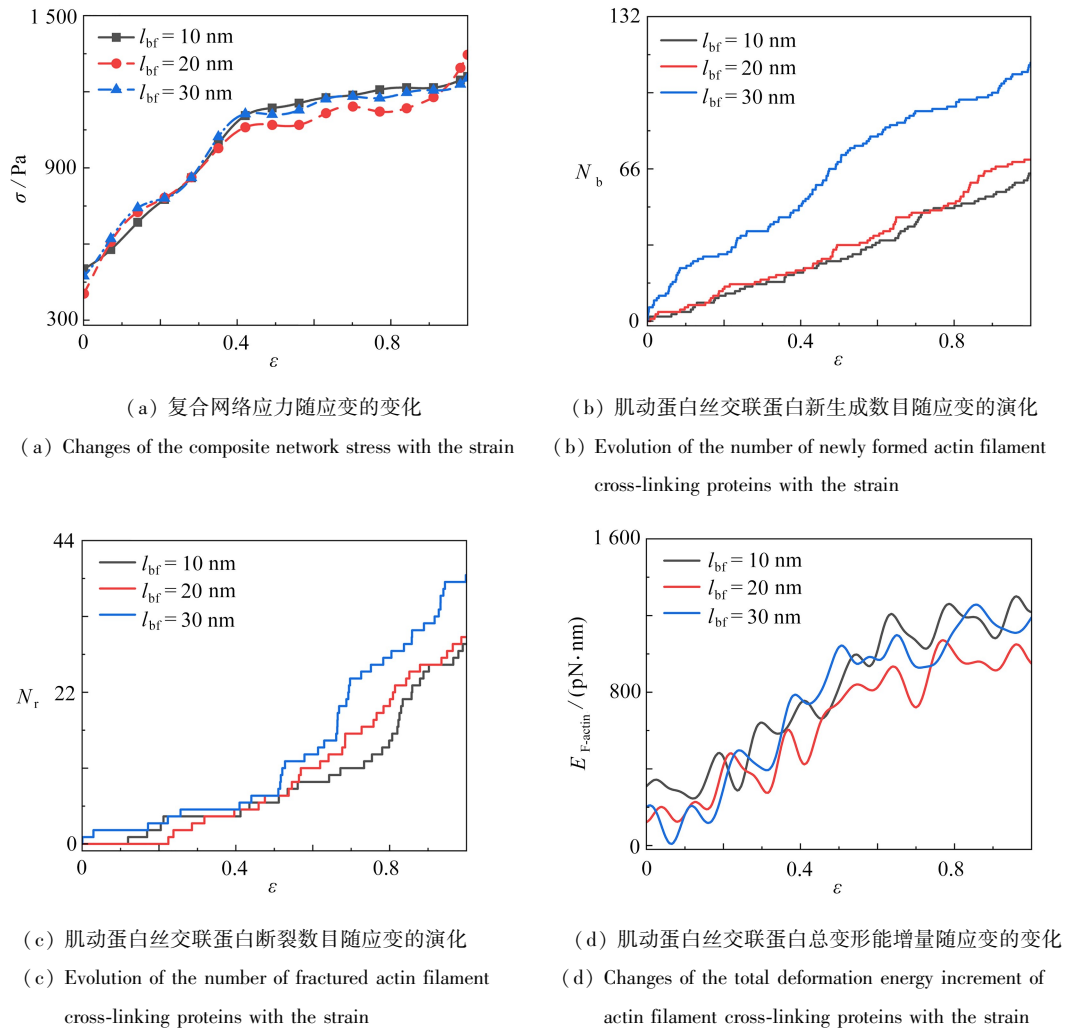 1 500
l_bf = 10 nm
l_bf = 20 nm
l_bf = 30 nm
900
σ / Pa
300
0
0.4
0.8
ε
(a) 复合网络应力随应变的变化
(a) Changes of the composite network stress with the strain
132
l_bf = 10 nm
l_bf = 20 nm
l_bf = 30 nm
N_b
66
0
0
0.4
0.8
ε
(b) 肌动蛋白丝交联蛋白新生成数目随应变的演化
(b) Evolution of the number of newly formed actin filament
cross-linking proteins with the strain
44
l_bf = 10 nm
l_bf = 20 nm
l_bf = 30 nm
N_r
22
0
0
0.4
0.8
ε
(c) 肌动蛋白丝交联蛋白断裂数目随应变的演化
(c) Evolution of the number of fractured actin filament
cross-linking proteins with the strain
1 600
l_bf = 10 nm
l_bf = 20 nm
l_bf = 30 nm
E_F-actin / (pN·nm)
800
0
0
0.4
0.8
ε
(d) 肌动蛋白丝交联蛋白总变形能增量随应变的变化
(d) Changes of the total deformation energy increment of
actin filament cross-linking proteins with the strain